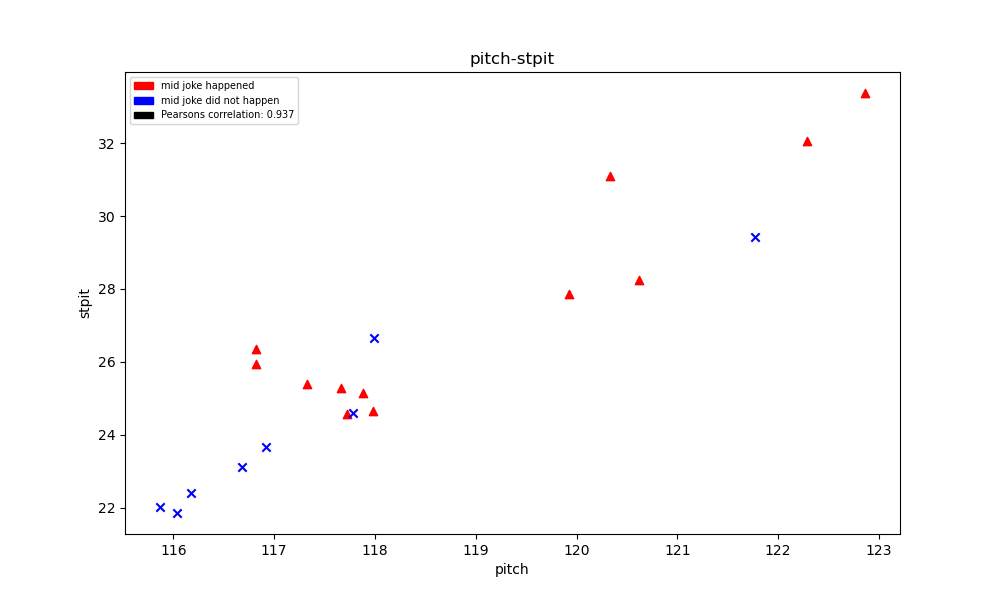 pitch-stpit
mid joke happened
mid joke did not happen
Pearsons correlation: 0.937
32
30
28
26
24
22
stpit
116 117 118 119 120 121 122 123
pitch